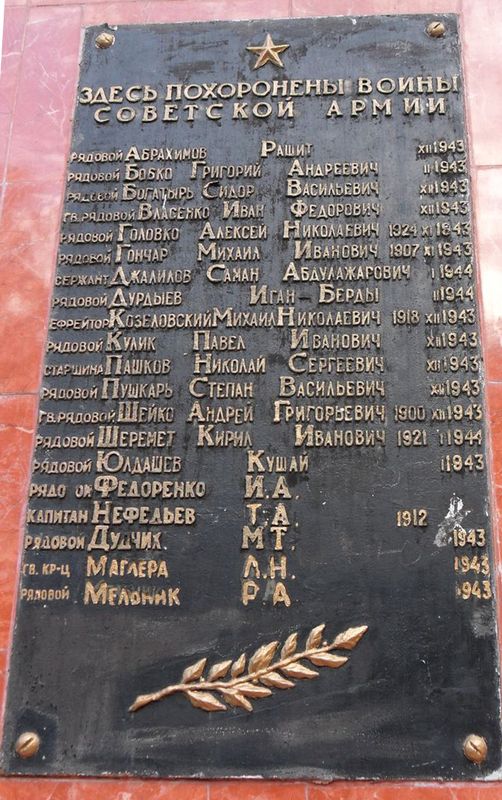 ЗДЕСЬ ПОХОРОНЕНЫ ВОИНЫ
СОВЕТСКОЙ АРМИИ
РЯДОВОЙ АБРАХИМОВ РАШИТ XII 1943
РЯДОВОЙ БОБКО ГРИГОРИЙ АНДРЕЕВИЧ II 1943
РЯДОВОЙ БОГАТЫРЬ СИДОР ВАСИЛЬЕВИЧ XII 1943
ГВ. РЯДОВОЙ ВЛАСЕНКО ИВАН ФЕДОРОВИЧ XII 1943
РЯДОВОЙ ГОЛОВКО АЛЕКСЕЙ НИКОЛАЕВИЧ 1924 XI 1943
РЯДОВОЙ ГОНЧАР МИХАИЛ ИВАНОВИЧ 1907 XI 1943
СЕРЖАНТ ДЖАЛИЛОВ САМАН АБДУЛАЖАРОВИЧ I 1944
РЯДОВОЙ ДУРДЫЕВ ИГАН-БЕРДЫ II 1944
ЕФРЕЙТОР КОЗЕЛОВСКИЙ МИХАИЛ НИКОЛАЕВИЧ 1918 XII 1943
РЯДОВОЙ КУЛИК ПАВЕЛ ИВАНОВИЧ XII 1943
СТАРШИНА ПАШКОВ НИКОЛАЙ СЕРГЕЕВИЧ XII 1943
РЯДОВОЙ ПУШКАРЬ СТЕПАН ВАСИЛЬЕВИЧ XII 1943
ГВ. РЯДОВОЙ ШЕЙКО АНДРЕЙ ГРИГОРЬЕВИЧ 1900 XII 1943
РЯДОВОЙ ШЕРЕМЕТ КИРИЛ ИВАНОВИЧ 1921 I 1944
РЯДОВОЙ ЮЛДАШЕВ КУШАЙ 1943
РЯДО ОЙ ФЕДОРЕНКО И.А.
КАПИТАН НЕФЕДЬЕВ Т.А. 1912
РЯДОВОЙ ДУДЧИК М Т. 1943
ГВ. КР-Ц МАГЛЕРА Л.Н. 1943
РЯДОВОЙ МЕЛЬНИК Р.А 1943